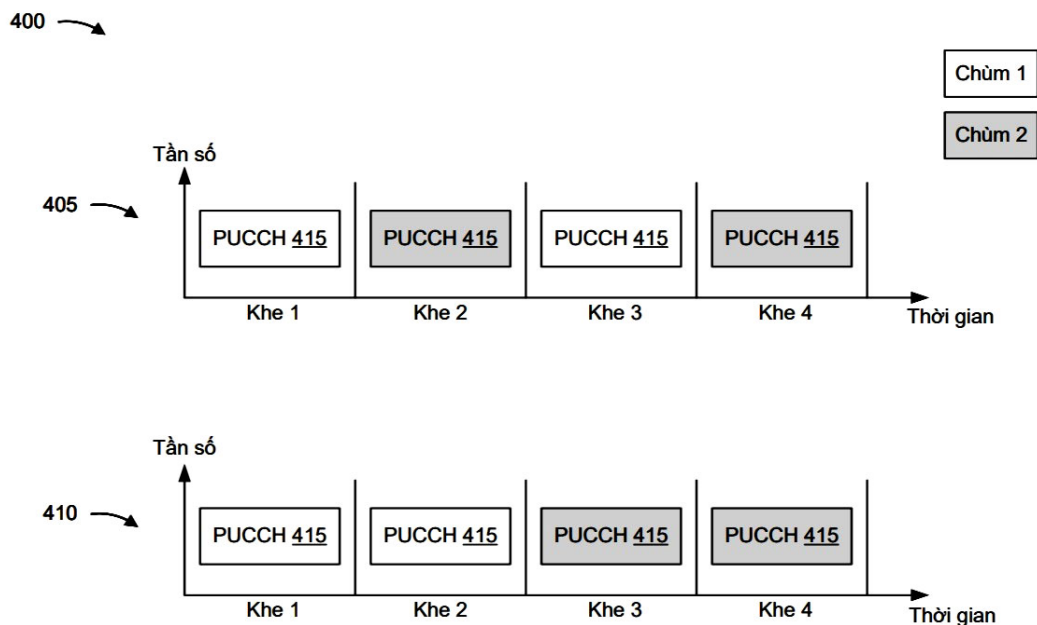 400
Chùm 1
Chùm 2
Tần số
405
PUCCH 415 PUCCH 415 PUCCH 415 PUCCH 415
Khe 1 Khe 2 Khe 3 Khe 4
Thời gian
Tần số
410
PUCCH 415 PUCCH 415 PUCCH 415 PUCCH 415
Khe 1 Khe 2 Khe 3 Khe 4
Thời gian